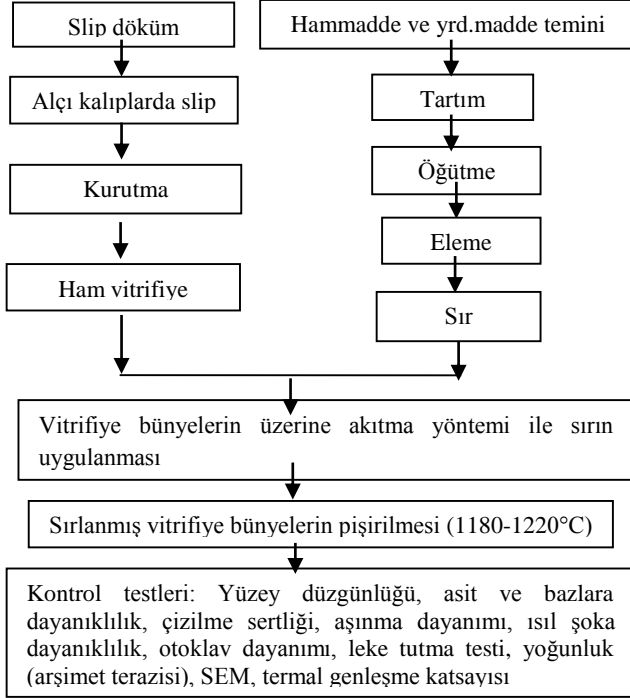 Slip döküm
Alçı kalıplarda slip
Kurutma
Ham vitrifiye
Hammadde ve yrd.madde temini
Tartım
Öğütme
Eleme
Sır
Vitrifiye bünyelerin üzerine akıtma yöntemi ile sırın
uygulanması
Sırlanmış vitrifiye bünyelerin pişirilmesi (1180-1220°C)
Kontrol testleri: Yüzey düzgünlüğü, asit ve bazlara
dayanıklılık, çizilme sertliği, aşınma dayanımı, ısıl şoka
dayanıklılık, otoklav dayanımı, leke tutma testi, yoğunluk
(arşimet terazisi), SEM, termal genleşme katsayısı